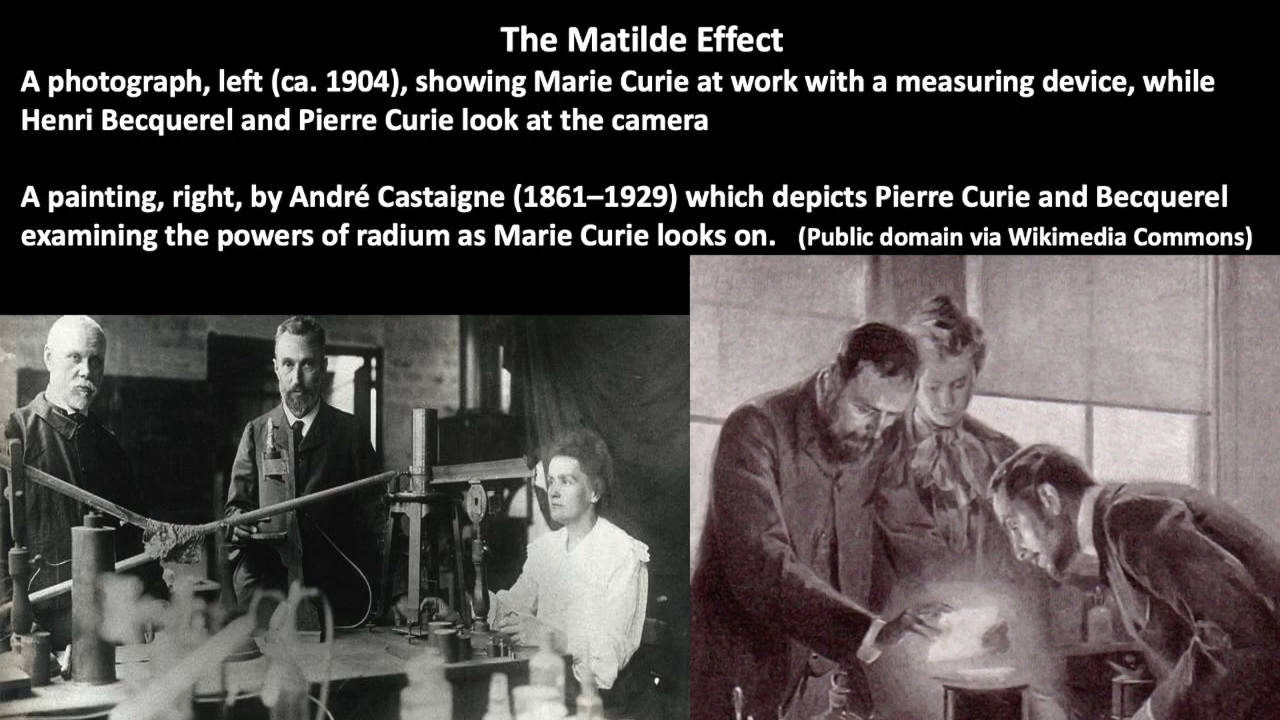 The Matilde Effect
A photograph, left (ca. 1904), showing Marie Curie at work with a measuring device, while
Henri Becquerel and Pierre Curie look at the camera
A painting, right, by André Castaigne (1861–1929) which depicts Pierre Curie and Becquerel
examining the powers of radium as Marie Curie looks on. (Public domain via Wikimedia Commons)